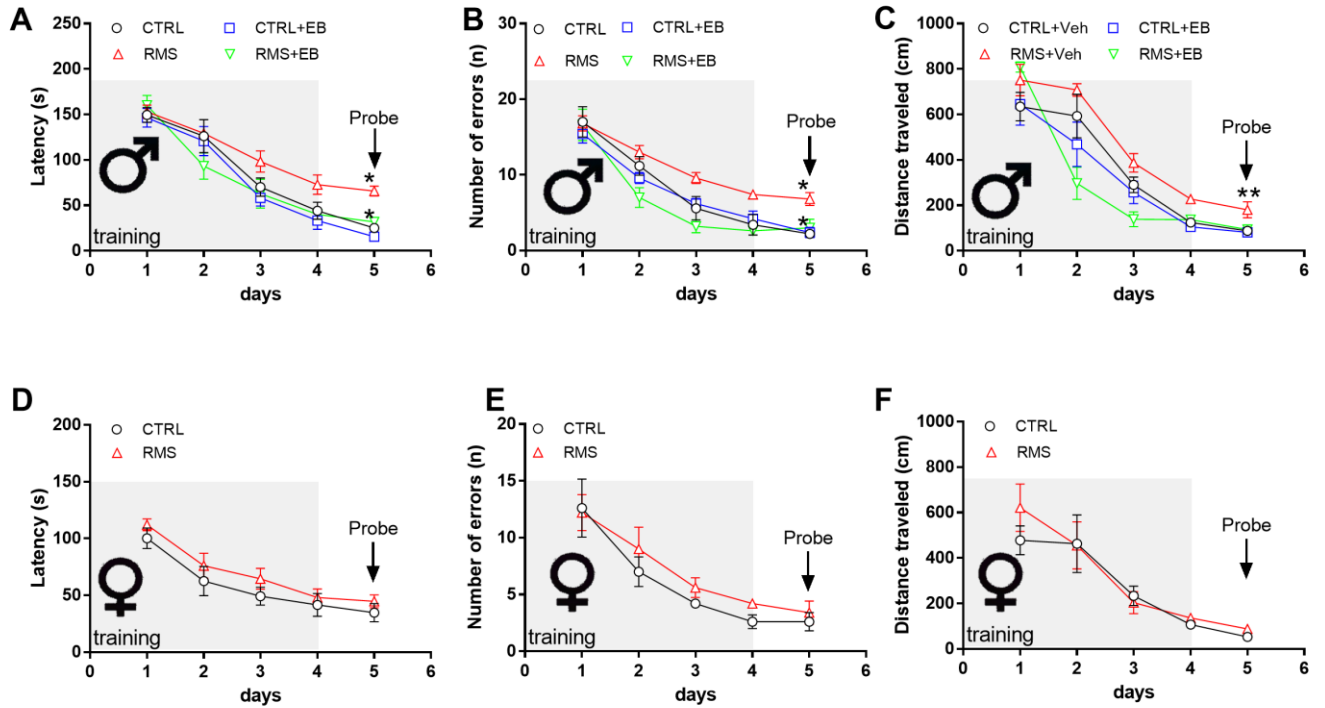 A
CTRL
CTRL+EB
RMS
RMS+EB
Latency (s)
250
200
150
100
50
0
Probe
*
*
training
0 1 2 3 4 5 6
days
B
CTRL
CTRL+EB
RMS
RMS+EB
Number of errors (n)
30
20
10
0
Probe
*
*
training
0 1 2 3 4 5 6
days
C
CTRL+Veh
CTRL+EB
RMS+Veh
RMS+EB
Distance traveled (cm)
1000
800
600
400
200
0
Probe
**
training
0 1 2 3 4 5 6
days
D
CTRL
RMS
Latency (s)
200
150
100
50
0
Probe
training
0 1 2 3 4 5 6
days
E
CTRL
RMS
Number of errors (n)
20
15
10
5
0
Probe
training
0 1 2 3 4 5 6
days
F
CTRL
RMS
Distance traveled (cm)
1000
800
600
400
200
0
Probe
training
0 1 2 3 4 5 6
days